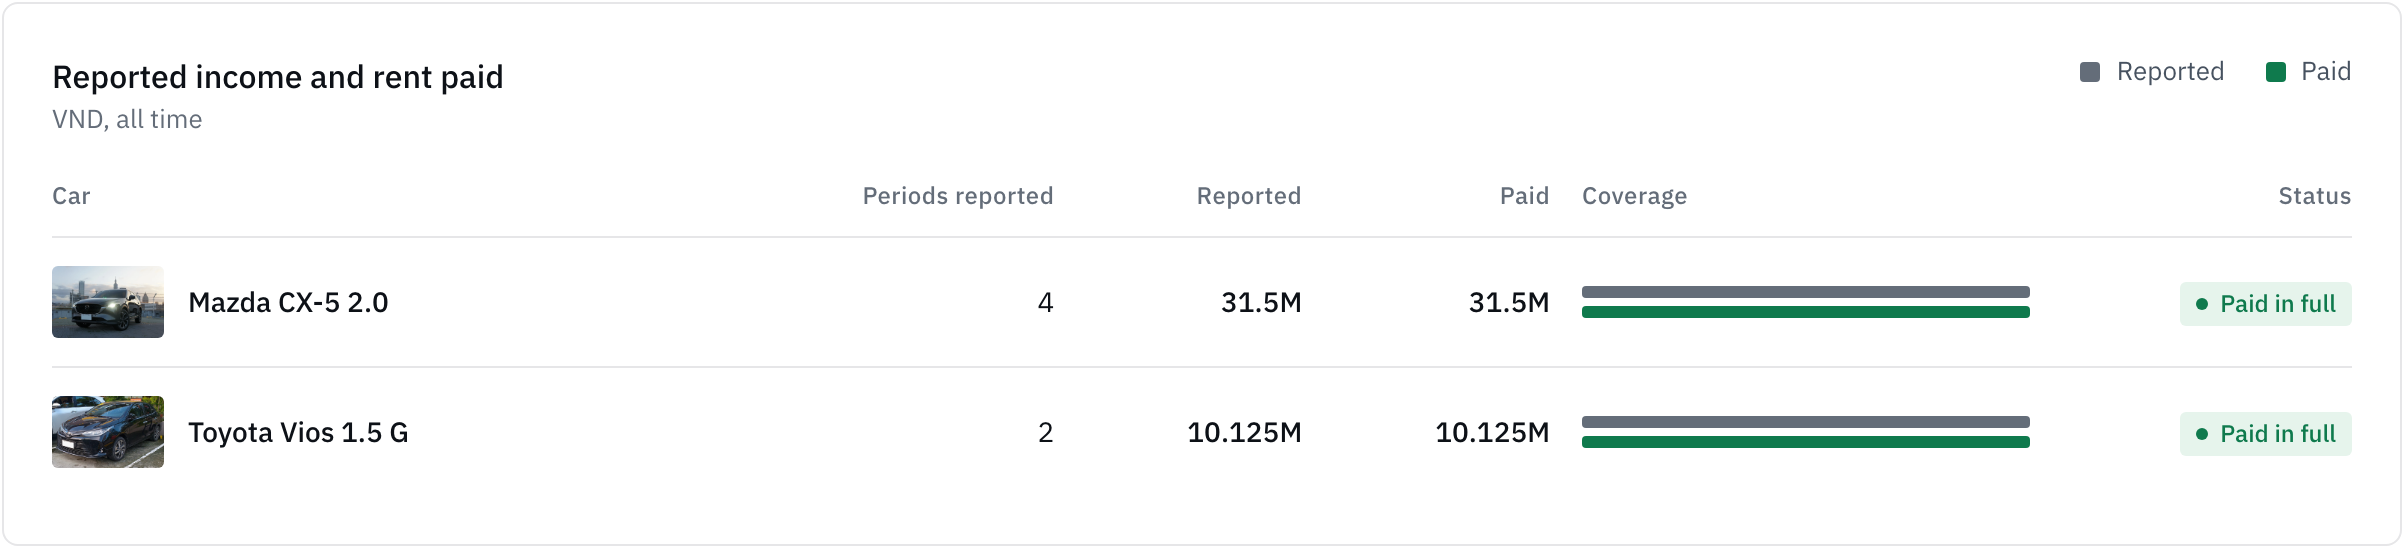 Reported income and rent paid
VND, all time
Reported Paid
Car Periods reported Reported Paid Coverage Status
Mazda CX-5 2.0 4 31.5M 31.5M Paid in full
Toyota Vios 1.5 G 2 10.125M 10.125M Paid in full